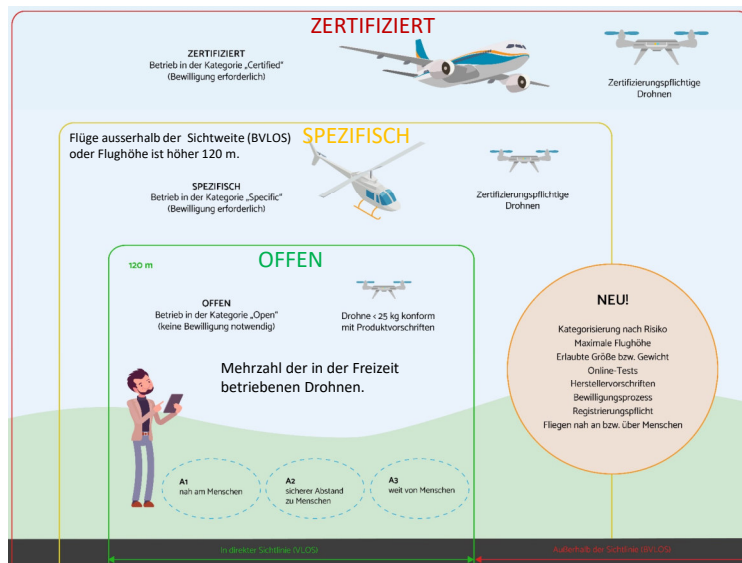 ZERTIFIZIERT
ZERTIFIZIERT
Betrieb in der Kategorie „Certified"
(Bewilligung erforderlich)
Zertifizierungspflichtige
Drohnen
Flüge ausserhalb der Sichtweite (BVLOS)
oder Flughöhe ist höher 120 m.
SPEZIFISCH
SPEZIFISCH
Betrieb in der Kategorie „Specific"
(Bewilligung erforderlich)
Zertifizierungspflichtige
Drohnen
OFFEN
120 m
OFFEN
Betrieb in der Kategorie „Open"
(keine Bewilligung notwendig)
Drohne < 25 kg konform
mit Produktvorschriften
Mehrzahl der in der Freizeit
betriebenen Drohnen.
NEU!
Kategorisierung nach Risiko
Maximale Flughöhe
Erlaubte Größe bzw. Gewicht
Online-Tests
Herstellervorschriften
Bewilligungsprozess
Registrierungspflicht
Fliegen nah an bzw. über Menschen
A1
nah am Menschen
A2
sicherer Abstand
zu Menschen
A3
weit von Menschen
In direkter Sichtlinie (VLOS)
Außerhalb der Sichtlinie (BVLOS)